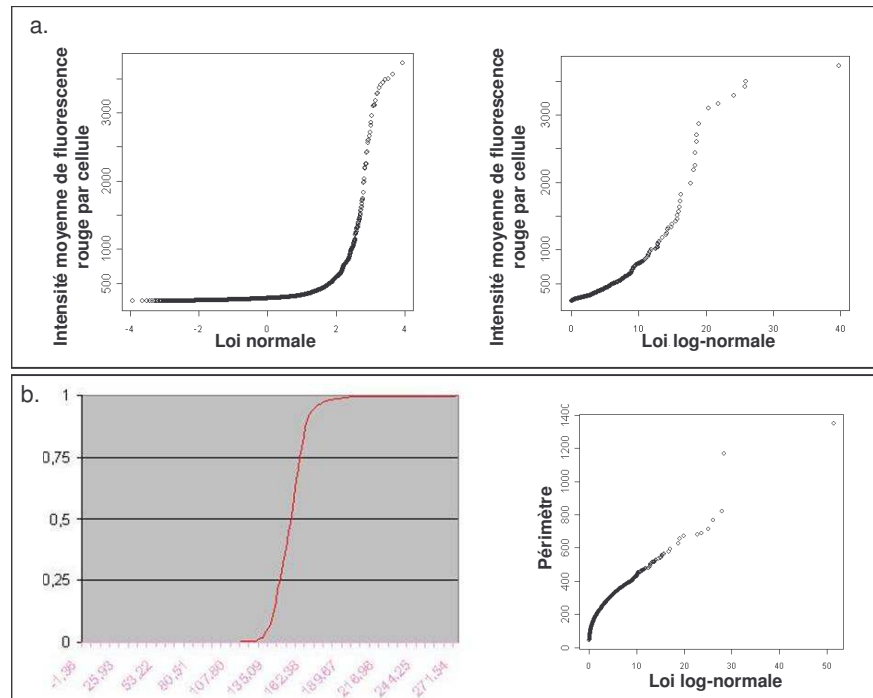 a.
Intensité moyenne de fluorescence
rouge par cellule
3000
2000
1000
500
-4 -2 0 2 4
Loi normale
Intensité moyenne de fluorescence
rouge par cellule
3000
2000
1000
500
0 10 20 30 40
Loi log-normale
b.
1
0,75
0,5
0,25
0
-1,36 25,93 53,22 80,51 107,80 135,09 162,38 189,67 216,96 244,25 271,54
Périmètre
1400
1200
1000
800
600
400
200
0
0 10 20 30 40 50
Loi log-normale